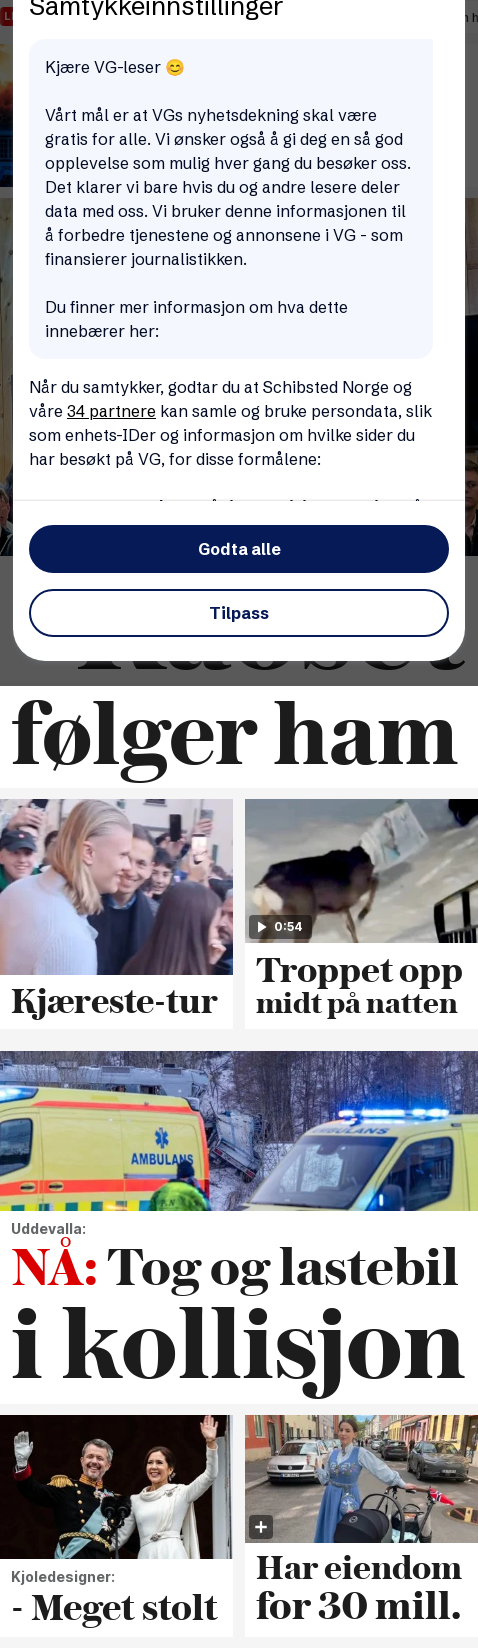 Samtykkeinnstillinger
Kjære VG-leser 😊
Vårt mål er at VGs nyhetsdekning skal være
gratis for alle. Vi ønsker også å gi deg en så god
opplevelse som mulig hver gang du besøker oss.
Det klarer vi bare hvis du og andre lesere deler
data med oss. Vi bruker denne informasjonen til
å forbedre tjenestene og annonsene i VG - som
finansierer journalistikken.
Du finner mer informasjon om hva dette
innebærer her:
Når du samtykker, godtar du at Schibsted Norge og
våre 34 partnere kan samle og bruke persondata, slik
som enhets-IDer og informasjon om hvilke sider du
har besøkt på VG, for disse formålene:
Godta alle
Tilpass
følger ham
0:54
Kjæreste-tur
Troppet opp
midt på natten
AMBULANS
AMBULANS
Uddevalla:
NÅ: Tog og lastebil
i kollisjon
Kjoledesigner:
- Meget stolt
Har eiendom
for 30 mill.